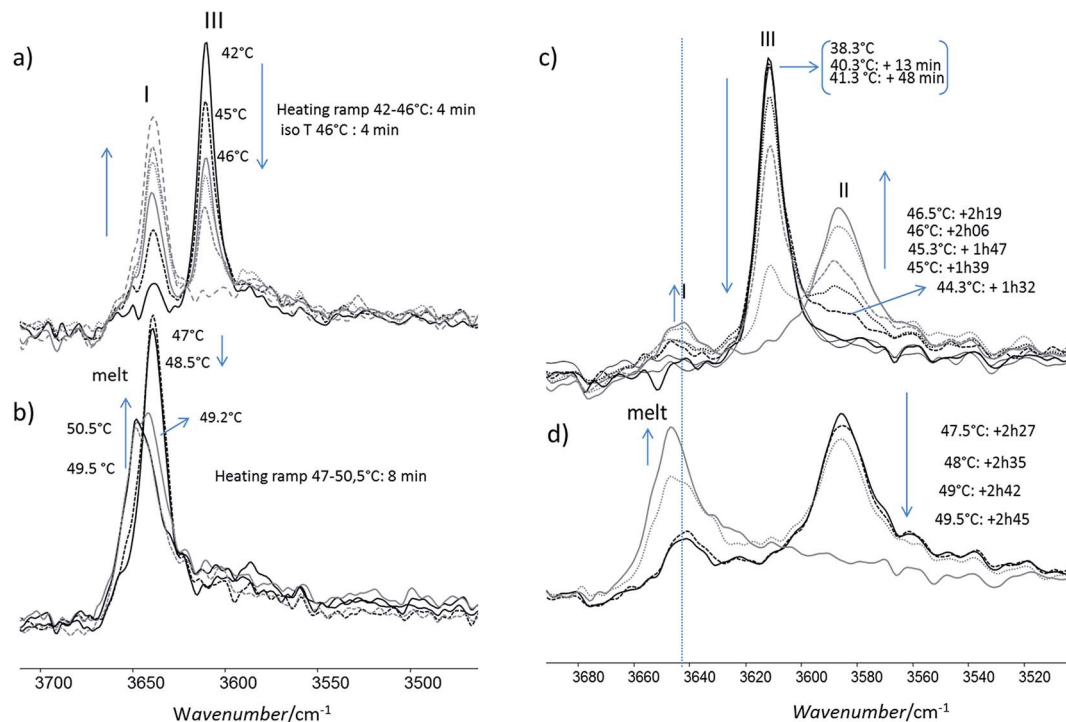 a)
III
42°C
I
45°C
46°C
Heating ramp 42-46°C: 4 min
iso T 46°C : 4 min
b)
melt
47°C
48.5°C
49.2°C
50.5°C
49.5 °C
Heating ramp 47-50,5°C: 8 min
3700
3650
3600
3550
3500
Wavenumber/cm-1
c)
III
38.3°C
40.3°C: + 13 min
41.3 °C: + 48 min
II
I
46.5°C: +2h19
46°C: +2h06
45.3°C: + 1h47
45°C: +1h39
44.3°C: + 1h32
d)
melt
47.5°C: +2h27
48°C: +2h35
49°C: +2h42
49.5°C: +2h45
3680
3660
3640
3620
3600
3580
3560
3540
3520
Wavenumber/cm-1